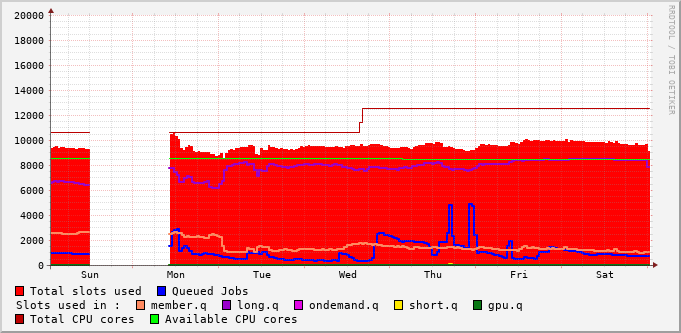 20000
18000
16000
14000
12000
10000
8000
6000
4000
2000
0
Sun Mon Tue Wed Thu Fri Sat
RRDTOOL / TOBI OETIKER
Total slots used Queued Jobs
Slots used in : member.q long.q ondemand.q short.q gpu.q
Total CPU cores Available CPU cores